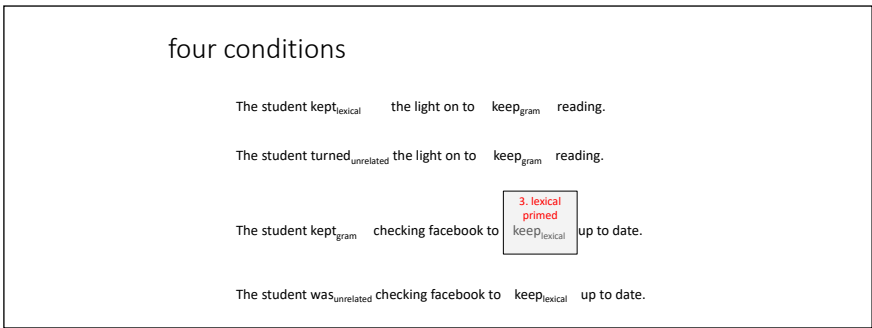 four conditions
The student kept lexical the light on to keep gram reading.
The student turned unrelated the light on to keep gram reading.
3. lexical
primed
The student kept gram checking facebook to keep lexical up to date.
The student was unrelated checking facebook to keep lexical up to date.